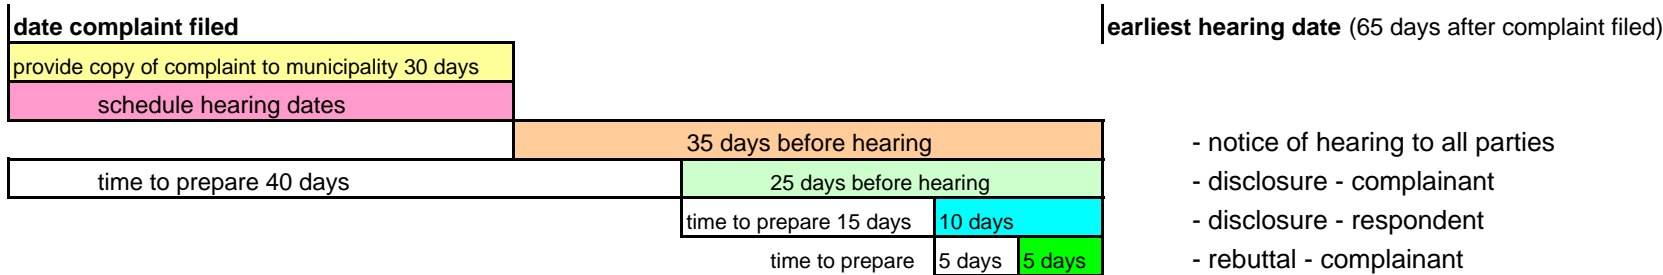 date complaint filed earliest hearing date (65 days after complaint filed)
provide copy of complaint to municipality 30 days
schedule hearing dates
35 days before hearing - notice of hearing to all parties
time to prepare 40 days 25 days before hearing - disclosure - complainant
time to prepare 15 days 10 days - disclosure - respondent
time to prepare 5 days 5 days - rebuttal - complainant